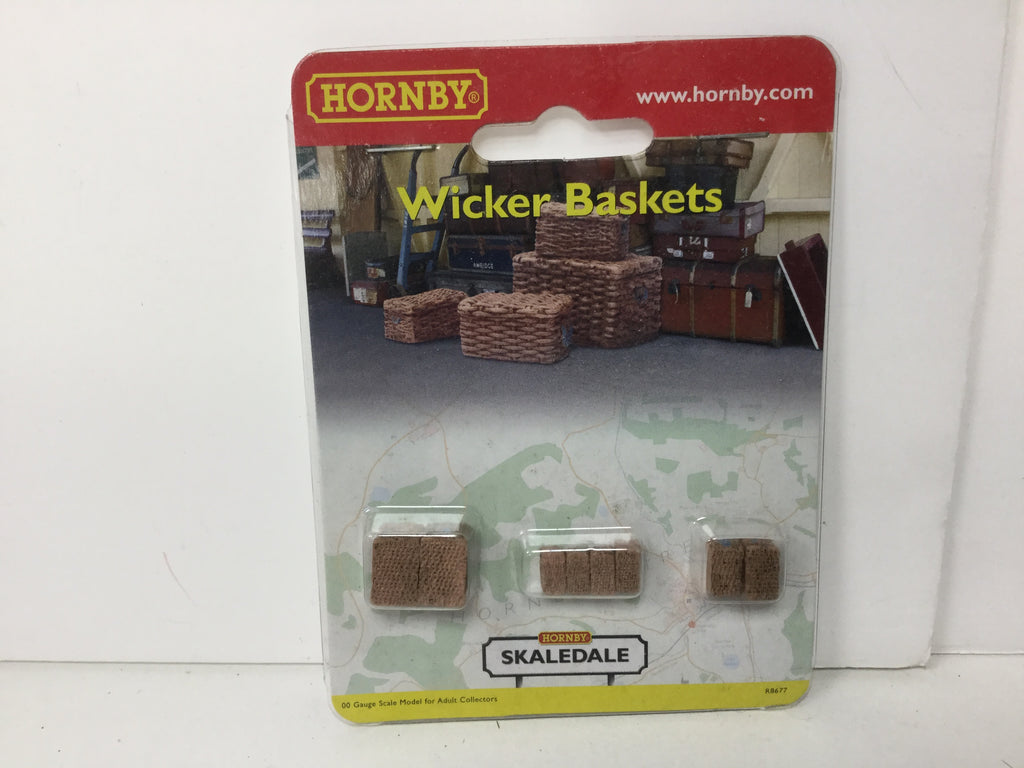 HORNBY®
www.hornby.com
Wicker Baskets
HORNBY
SKALEDALE
00 Gauge Scale Model for Adult Collectors
R8677